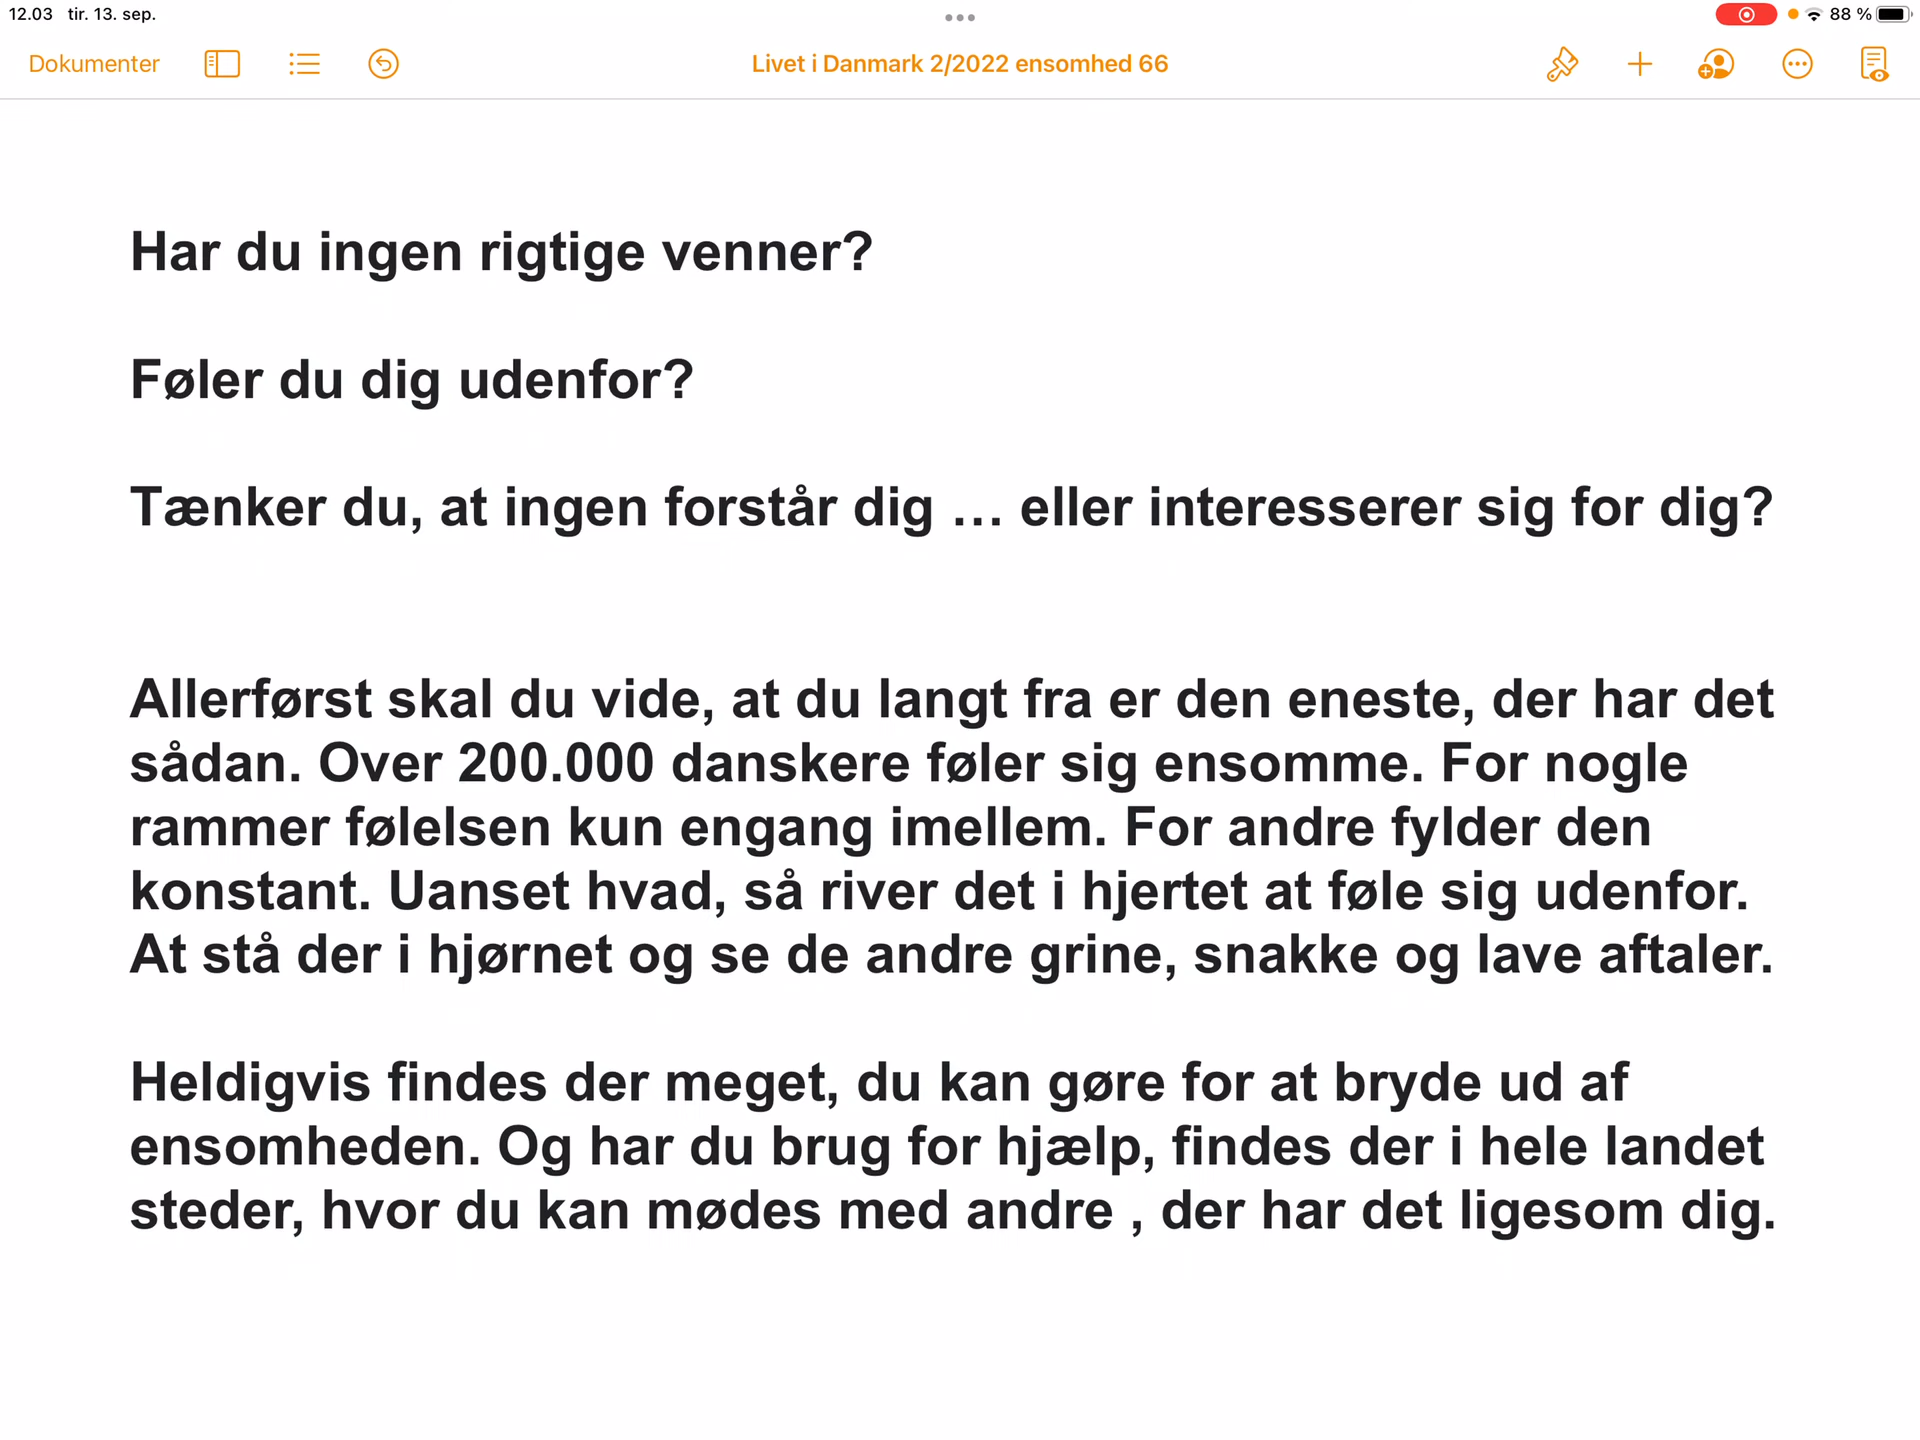 12.03 tir. 13. sep.
88 %
Dokumenter
Livet i Danmark 2/2022 ensomhed 66
Har du ingen rigtige venner?
Føler du dig udenfor?
Tænker du, at ingen forstår dig … eller interesserer sig for dig?
Allerførst skal du vide, at du langt fra er den eneste, der har det
sådan. Over 200.000 danskere føler sig ensomme. For nogle
rammer følelsen kun engang imellem. For andre fylder den
konstant. Uanset hvad, så river det i hjertet at føle sig udenfor.
At stå der i hjørnet og se de andre grine, snakke og lave aftaler.
Heldigvis findes der meget, du kan gøre for at bryde ud af
ensomheden. Og har du brug for hjælp, findes der i hele landet
steder, hvor du kan mødes med andre , der har det ligesom dig.